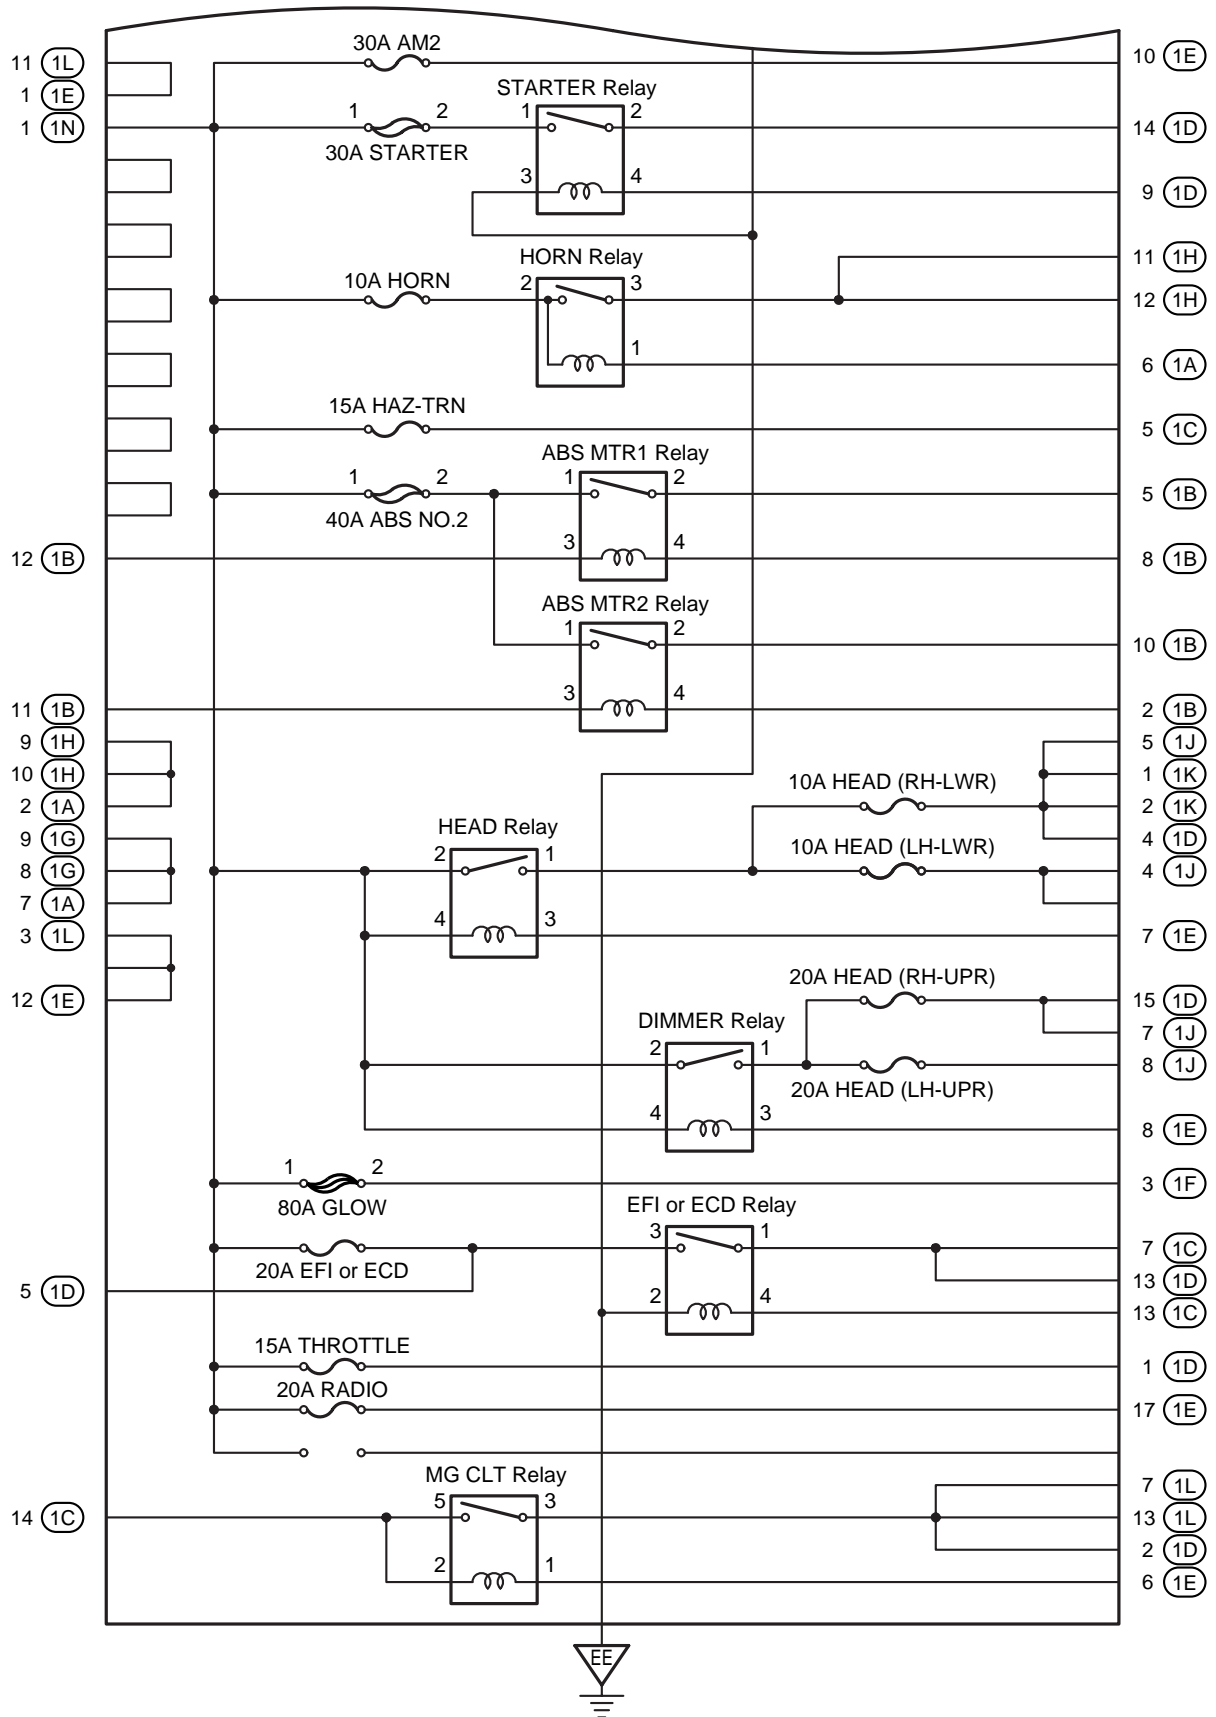 30A AM2
11 1L
10 1E
1 1E
STARTER Relay
1 1N
1 2
1 2
14 1D
30A STARTER
3 4
9 1D
HORN Relay
11 1H
10A HORN
2 3
12 1H
1
6 1A
15A HAZ-TRN
5 1C
ABS MTR1 Relay
1 2
1 2
5 1B
40A ABS NO.2
12 1B
3 4
8 1B
ABS MTR2 Relay
1 2
10 1B
3 4
11 1B
2 1B
9 1H
5 1J
10 1H
10A HEAD (RH-LWR)
1 1K
2 1A
2 1K
HEAD Relay
9 1G
10A HEAD (LH-LWR)
4 1D
8 1G
2 1
4 1J
7 1A
4 3
3 1L
7 1E
20A HEAD (RH-UPR)
12 1E
15 1D
DIMMER Relay
7 1J
2 1
8 1J
20A HEAD (LH-UPR)
4 3
8 1E
1 2
3 1F
80A GLOW
EFI or ECD Relay
3 1
7 1C
20A EFI or ECD
13 1D
5 1D
2 4
13 1C
15A THROTTLE
1 1D
20A RADIO
17 1E
MG CLT Relay
7 1L
14 1C
5 3
13 1L
2 1D
2 1
6 1E
EE